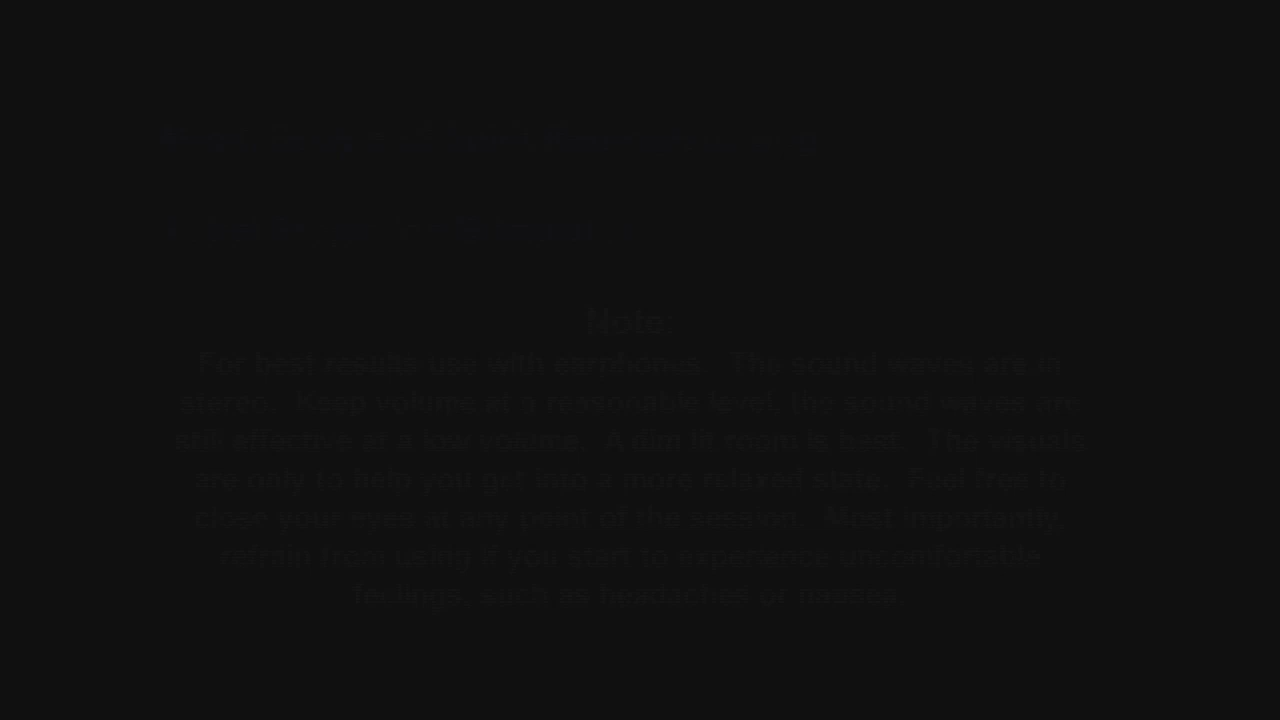 Note:
For best results use with earphones. The sound waves are in
stereo. Keep volume at a reasonable level, the sound waves are
still effective at a low volume. A dim lit room is best. The visuals
are only to help you get into a more relaxed state. Feel free to
close your eyes at any point of the session. Most importantly,
refrain from using if you start to experience uncomfortable
feelings, such as headaches or nausea.